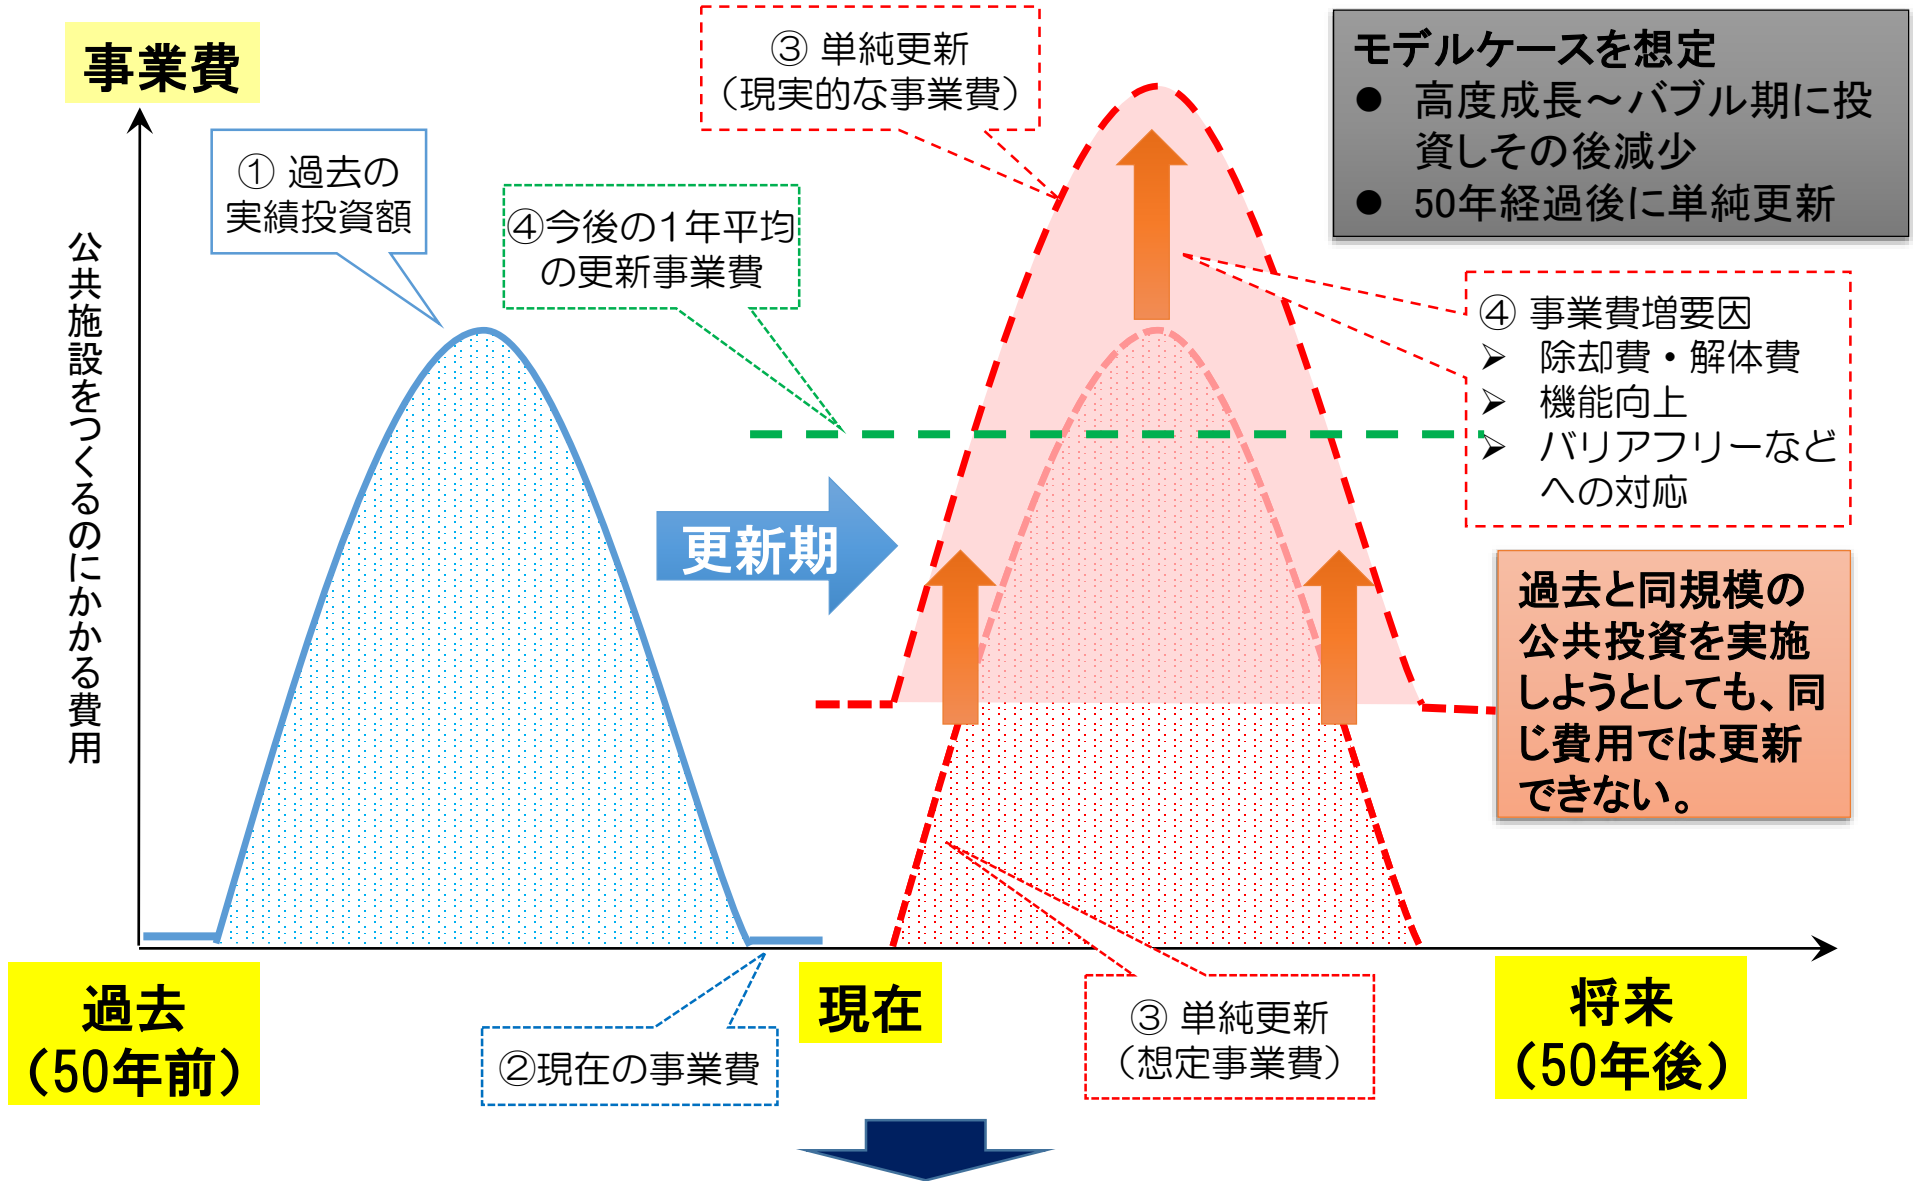 事業費
公共施設をつくるのにかかる費用
① 過去の
実績投資額
③ 単純更新
（現実的な事業費）
④今後の1年平均
の更新事業費
モデルケースを想定
● 高度成長～バブル期に投
資しその後減少
● 50年経過後に単純更新
④ 事業費増要因
➢ 除却費・解体費
➢ 機能向上
➢ バリアフリーなど
への対応
更新期
過去と同規模の
公共投資を実施
しようとしても、同
じ費用では更新
できない。
過去
（50年前）
②現在の事業費
現在
③ 単純更新
（想定事業費）
将来
（50年後）